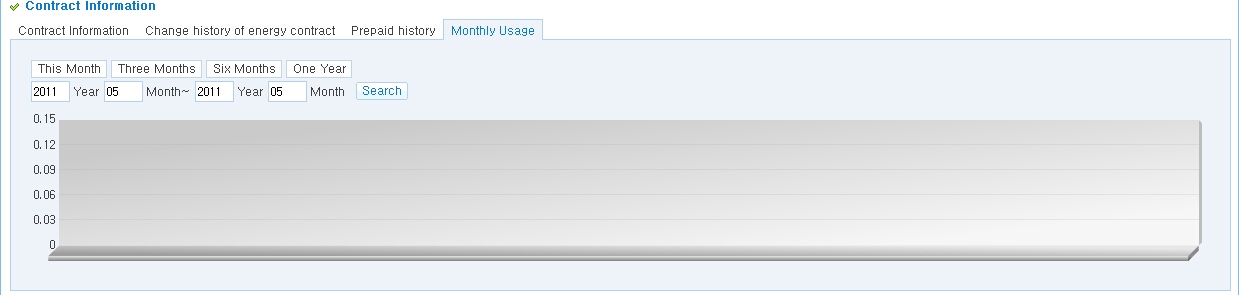 Contract Information
Contract Information Change history of energy contract Prepaid history Monthly Usage
This Month Three Months Six Months One Year
2011 Year 05 Month~ 2011 Year 05 Month Search
0.15
0.12
0.09
0.06
0.03
0